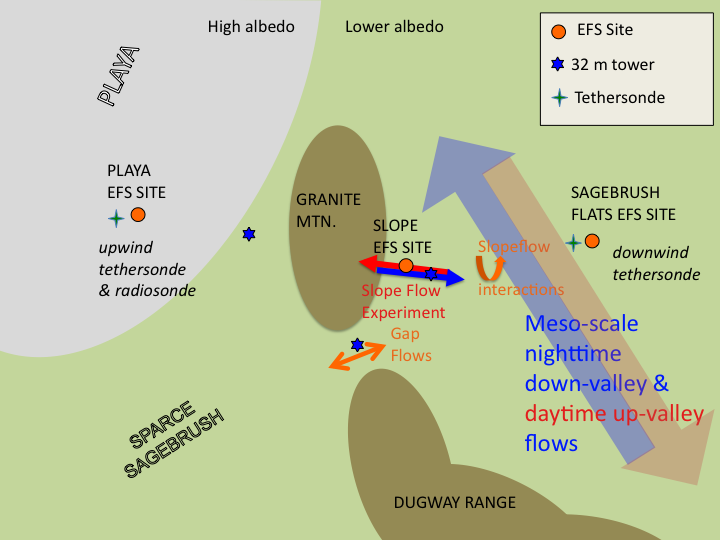 High albedo
Lower albedo
EFS Site
32 m tower
Tethersonde
PLAYA
PLAYA
EFS SITE
upwind
tethersonde
& radiosonde
GRANITE
MTN.
SLOPE
EFS SITE
Slope Flow
Experiment
Gap
Flows
Slopeflow
interactions
SAGEBRUSH
FLATS EFS SITE
downwind
tethersonde
Meso-scale
nighttime
down-valley &
daytime up-valley
flows
SPARCE
SAGEBRUSH
DUGWAY RANGE